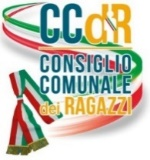 CCdR
CONSIGLIO
COMUNALE
dei RAGAZZI